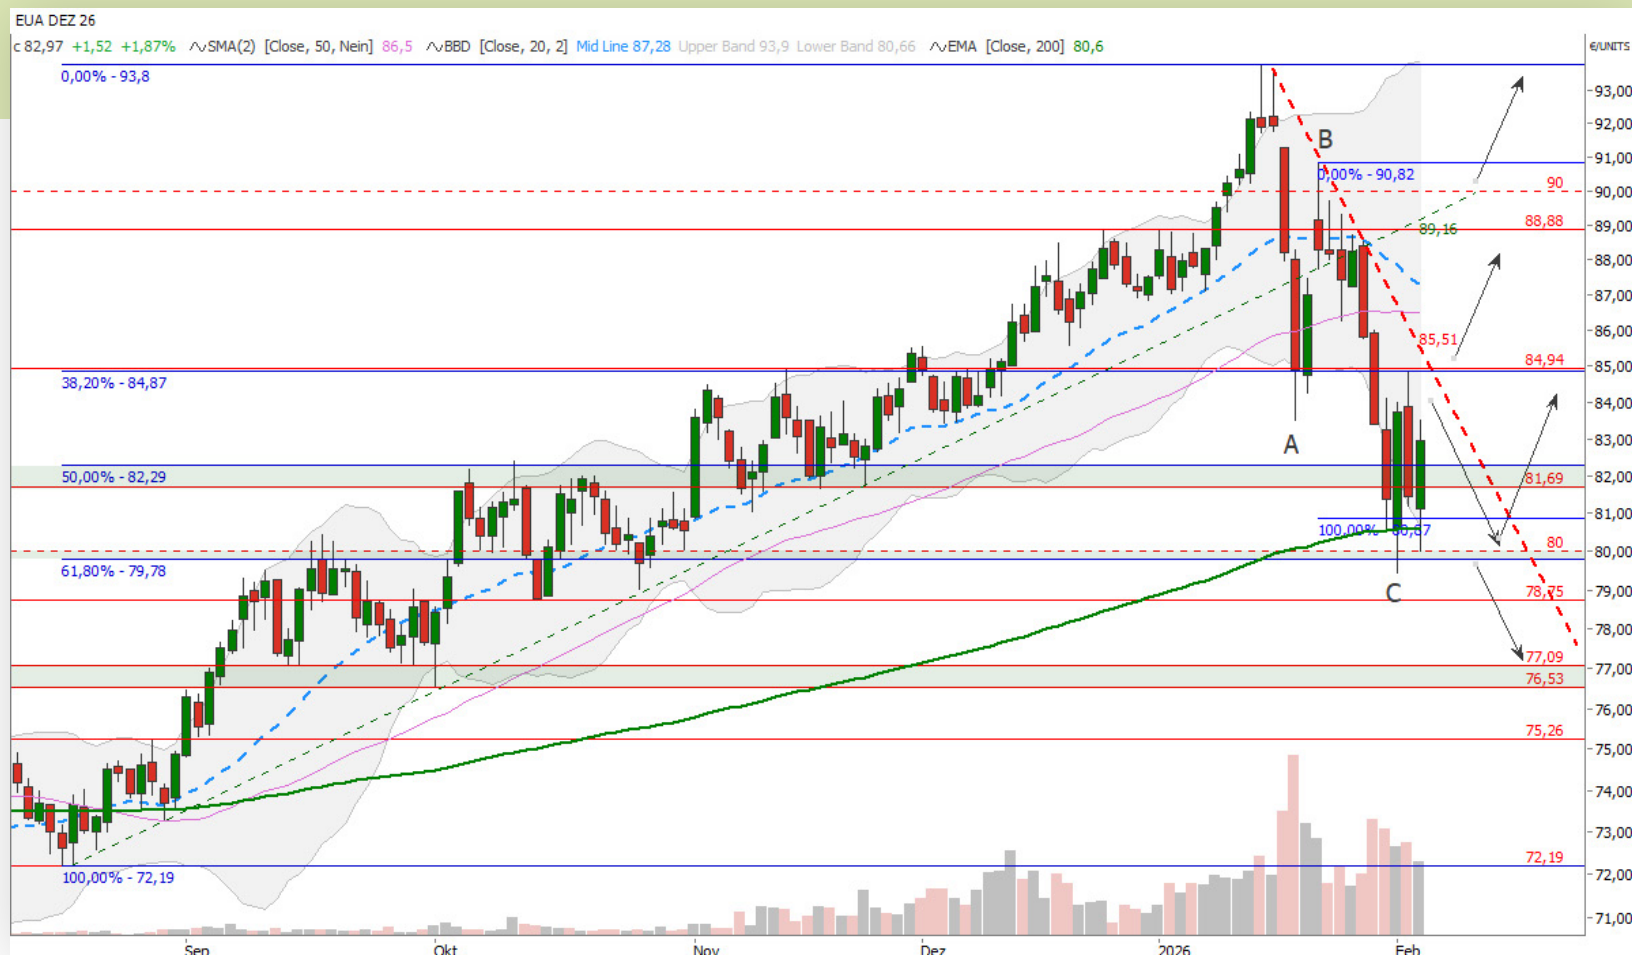 EUA DEZ 26
c 82,97 +1,52 +1,87% SMA(2) [Close, 50, Nein] 86,5 BBD [Close, 20, 2] Mid Line 87,28 Upper Band 93,9 Lower Band 80,66 EMA [Close, 200] 80,6
€/UNITS
0,00% - 93,8
93,00
92,00
B
91,00
0,00% - 90,82
90
90,00
88,88
89,16
89,00
88,00
87,00
86,00
85,51
84,94
85,00
38,20% - 84,87
84,00
A
83,00
50,00% - 82,29
81,69
82,00
81,00
100,00% - 80,87
80
80,00
61,80% - 79,78
C
78,75
79,00
78,00
77,09
77,00
76,53
76,00
75,26
75,00
74,00
73,00
72,19
100,00% - 72,19
72,00
71,00
Sep Okt Nov Dez 2026 Feb